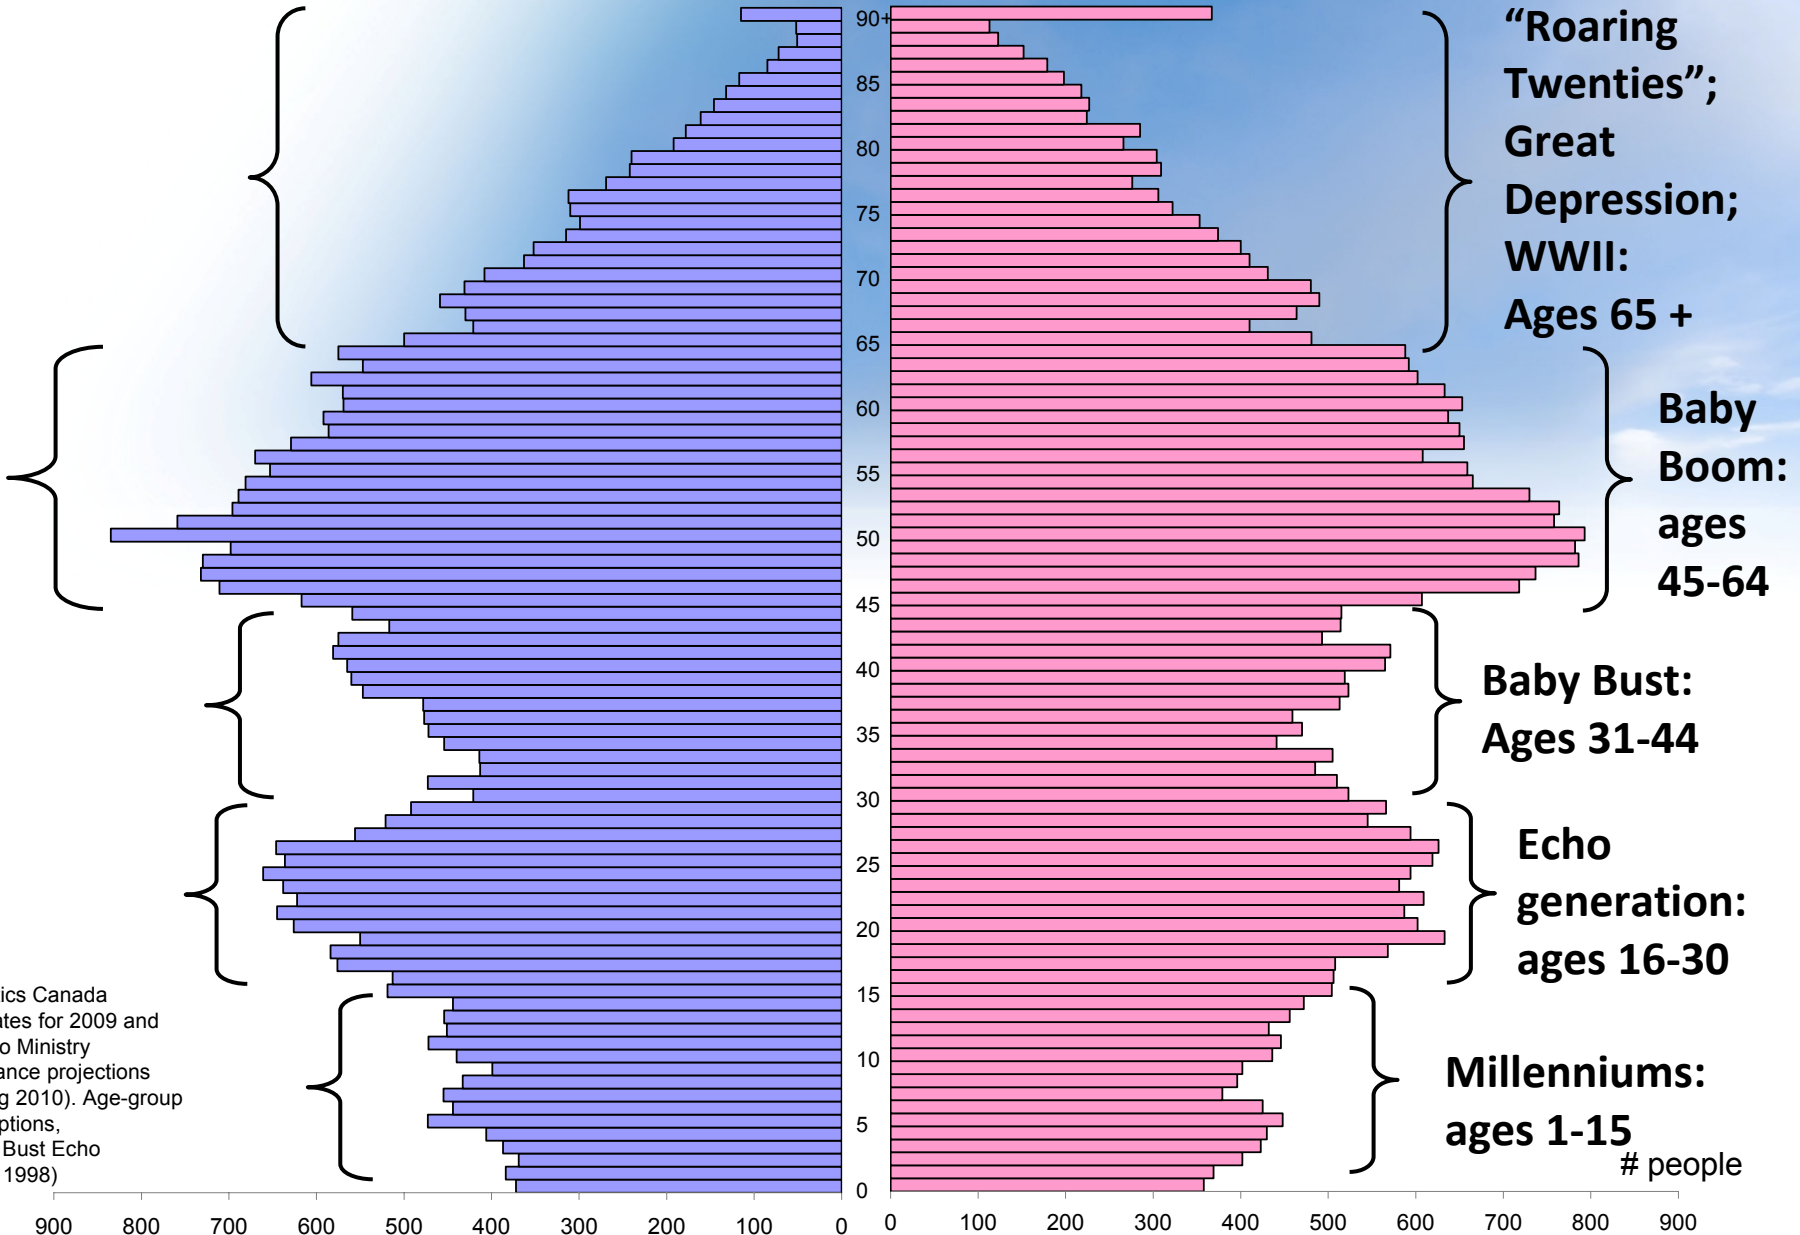 “Roaring
Twenties”;
Great
Depression;
WWII:
Ages 65 +
Baby
Boom:
ages
45-64
Baby Bust:
Ages 31-44
Echo
generation:
ages 16-30
Millenniums:
ages 1-15
# people
90+
85
80
75
70
65
60
55
50
45
40
35
30
25
20
15
10
5
0
tics Canada
ates for 2009 and
o Ministry
ance projections
g 2010). Age-group
ptions,
Bust Echo
1998)
900 800 700 600 500 400 300 200 100 0
0 100 200 300 400 500 600 700 800 900